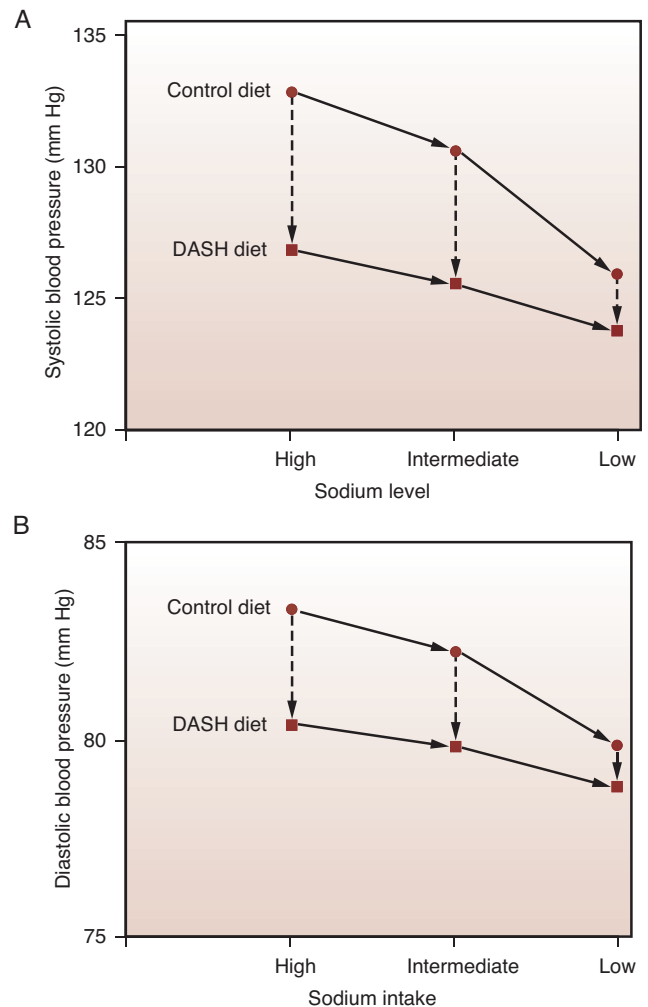 A
Systolic blood pressure (mm Hg)
135
130
125
120
Control diet
DASH diet
High
Intermediate
Low
Sodium level
B
Diastolic blood pressure (mm Hg)
85
80
75
Control diet
DASH diet
High
Intermediate
Low
Sodium intake